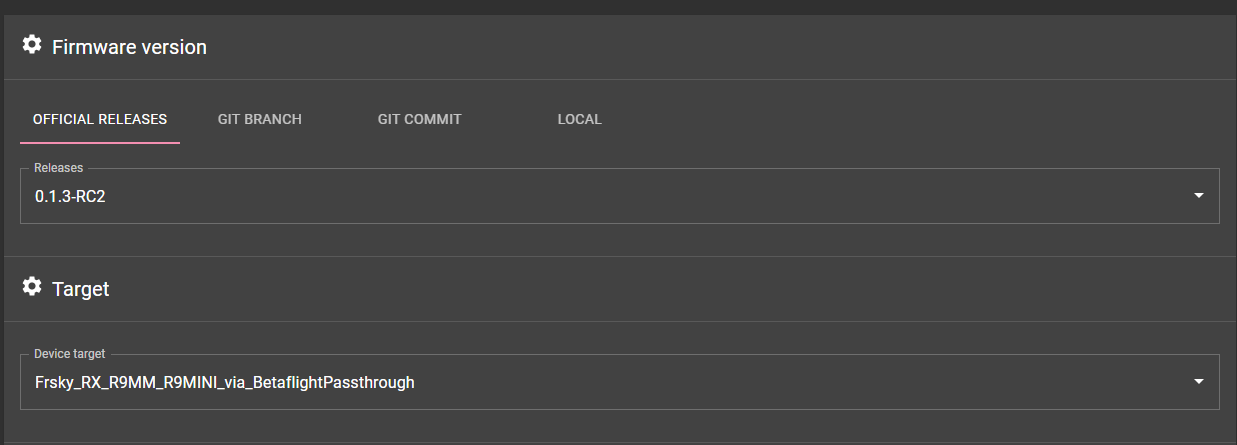 Firmware version
OFFICIAL RELEASES GIT BRANCH GIT COMMIT LOCAL
Releases
0.1.3-RC2
Target
Device target
Frsky_RX_R9MM_R9MINI_via_BetaflightPassthrough